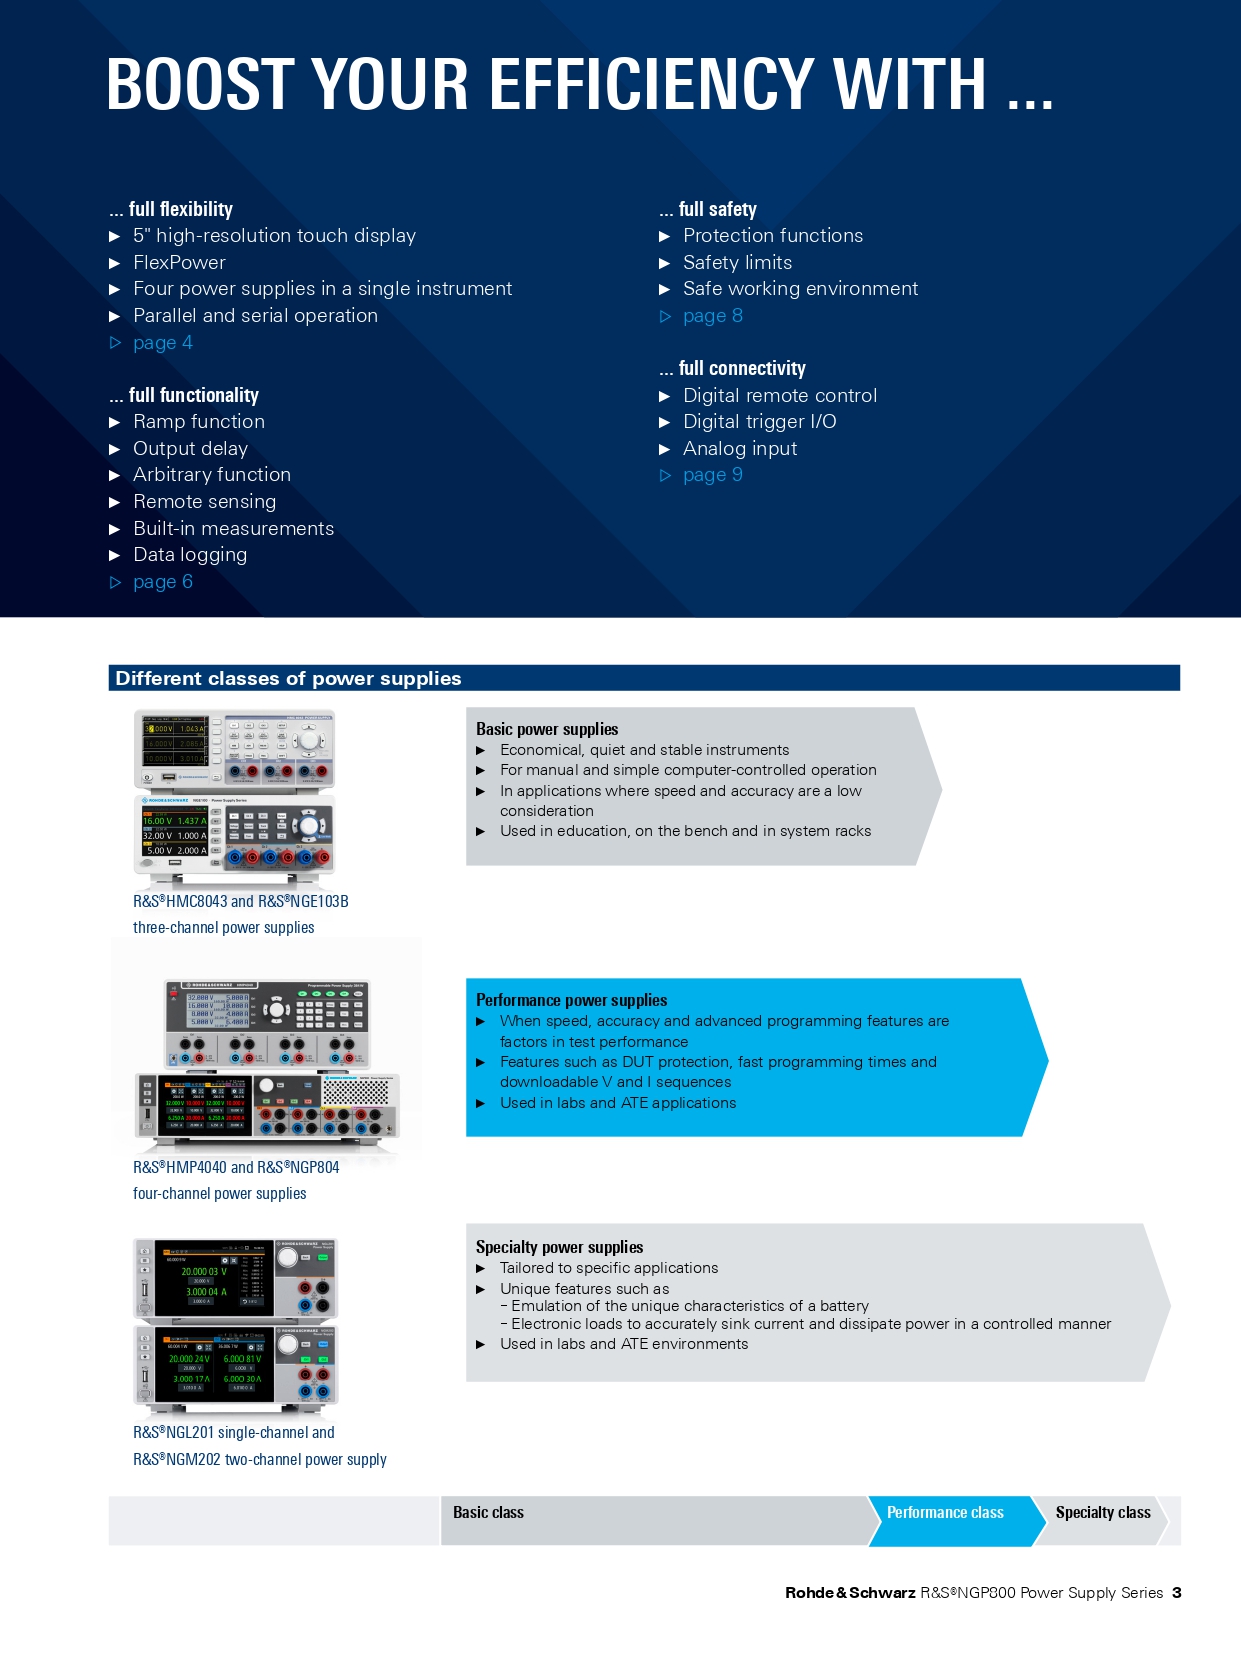 BOOST YOUR EFFICIENCY WITH ...
... full flexibility
► 5" high-resolution touch display
► FlexPower
► Four power supplies in a single instrument
► Parallel and serial operation
▷ page 4
... full functionality
► Ramp function
► Output delay
► Arbitrary function
► Remote sensing
► Built-in measurements
► Data logging
▷ page 6
... full safety
► Protection functions
► Safety limits
► Safe working environment
▷ page 8
... full connectivity
► Digital remote control
► Digital trigger I/O
► Analog input
▷ page 9
Different classes of power supplies
R&S®HMC8043 and R&S®NGE103B
three-channel power supplies
Basic power supplies
► Economical, quiet and stable instruments
► For manual and simple computer-controlled operation
► In applications where speed and accuracy are a low
consideration
► Used in education, on the bench and in system racks
R&S®HMP4040 and R&S®NGP804
four-channel power supplies
Performance power supplies
► When speed, accuracy and advanced programming features are
factors in test performance
► Features such as DUT protection, fast programming times and
downloadable V and I sequences
► Used in labs and ATE applications
R&S®NGL201 single-channel and
R&S®NGM202 two-channel power supply
Specialty power supplies
► Tailored to specific applications
► Unique features such as
– Emulation of the unique characteristics of a battery
– Electronic loads to accurately sink current and dissipate power in a controlled manner
► Used in labs and ATE environments
Basic class
Performance class
Specialty class
Rohde & Schwarz R&S®NGP800 Power Supply Series 3